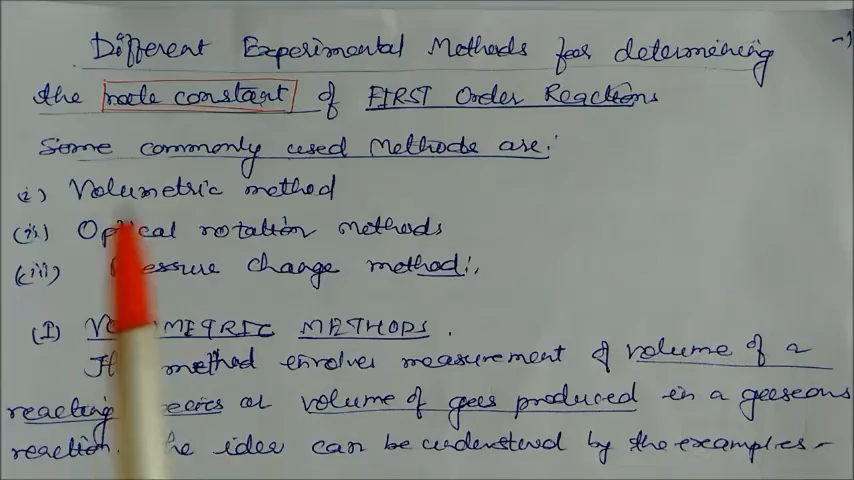 Different Experimental Methods for determining
the rate constant of FIRST Order Reactions
Some commonly used Methods are:
(i) Volumetric method
(ii) Optical rotation methods
(iii) Pressure change method:,
(I) VOLUMETRIC METHODS.
method involves measurement of volume of a
reacting or volume of gas produced in a gaseous
reaction. The idea can be understood by the examples -